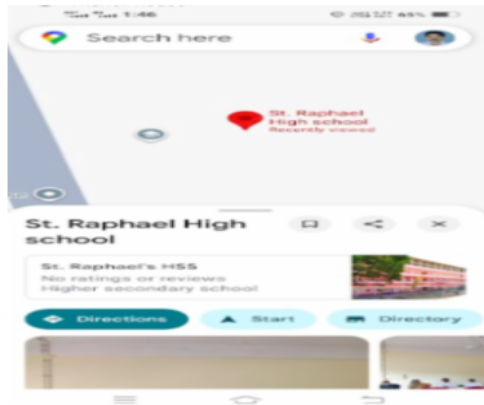 1:46
65%
Search here
St. Raphael
High school
Recently viewed
St. Raphael High
school
St. Raphael's HSS
No ratings or reviews
Higher secondary school
Directions
Start
Directory